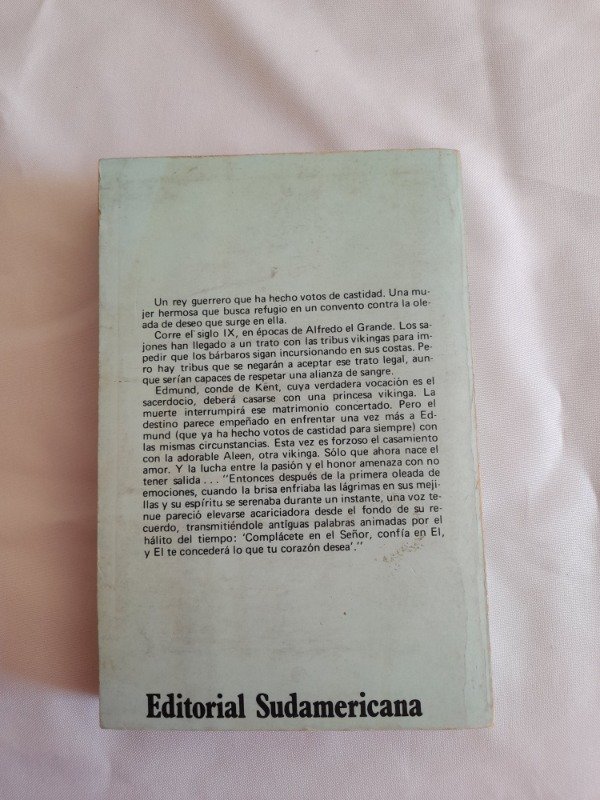 Un rey guerrero que ha hecho votos de castidad. Una mu-
jer hermosa que busca refugio en un convento contra la ole-
ada de deseo que surge en ella.
Corre el siglo IX, en épocas de Alfredo el Grande. Los sa-
jones han llegado a un trato con las tribus vikingas para im-
pedir que los bárbaros sigan incursionando en sus costas. Pe-
ro hay tribus que se negarán a aceptar ese trato legal, aun-
que serían capaces de respetar una alianza de sangre.
Edmund, conde de Kent, cuya verdadera vocación es el
sacerdocio, deberá casarse con una princesa vikinga. La
muerte interrumpirá ese matrimonio concertado. Pero el
destino parece empeñado en enfrentar una vez más a Ed-
mund (que ya ha hecho votos de castidad para siempre) con
las mismas circunstancias. Esta vez es forzoso el casamiento
con la adorable Aleen, otra vikinga. Sólo que ahora nace el
amor. Y la lucha entre la pasión y el honor amenaza con no
tener salida . . . "Entonces después de la primera oleada de
emociones, cuando la brisa enfriaba las lágrimas en sus meji-
llas y su espíritu se serenaba durante un instante, una voz te-
nue pareció elevarse acariciadora desde el fondo de su re-
cuerdo, transmitiéndole antiguas palabras animadas por el
hálito del tiempo: 'Complácete en el Señor, confía en El,
y El te concederá lo que tu corazón desea'."
Editorial Sudamericana